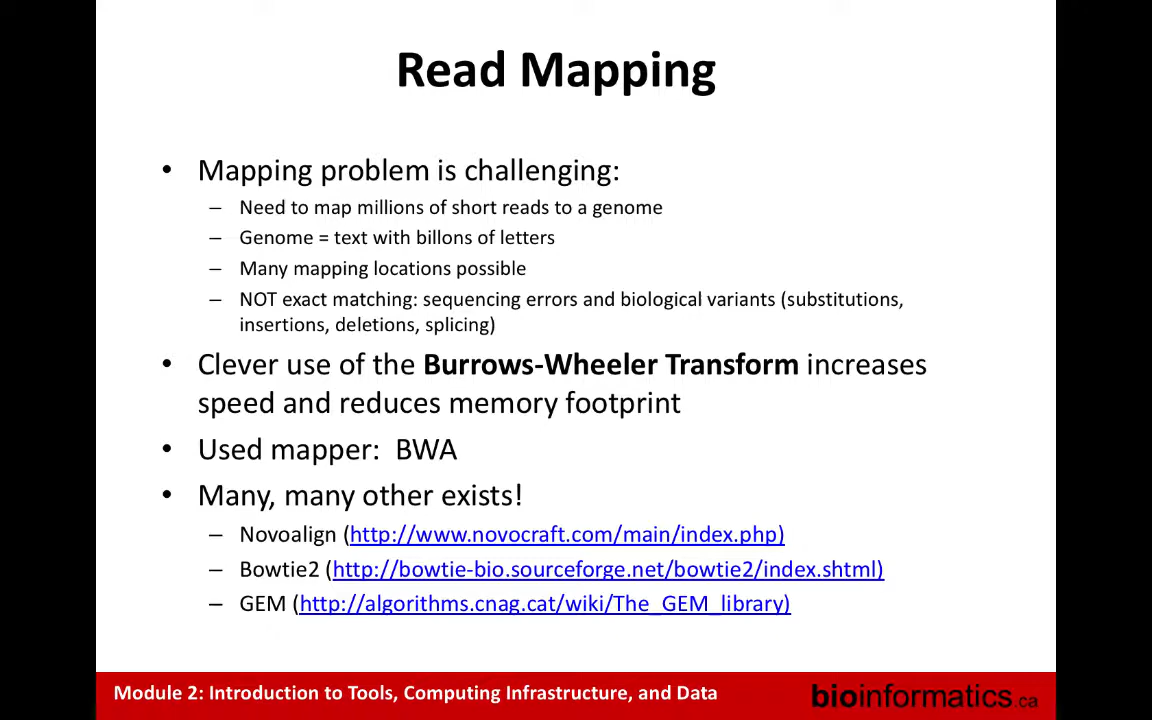 Read Mapping
• Mapping problem is challenging:
– Need to map millions of short reads to a genome
– Genome = text with billons of letters
– Many mapping locations possible
– NOT exact matching: sequencing errors and biological variants (substitutions,
insertions, deletions, splicing)
• Clever use of the Burrows-Wheeler Transform increases
speed and reduces memory footprint
• Used mapper: BWA
• Many, many other exists!
– Novoalign (http://www.novocraft.com/main/index.php)
– Bowtie2 (http://bowtie-bio.sourceforge.net/bowtie2/index.shtml)
– GEM (http://algorithms.cnag.cat/wiki/The_GEM_library)
Module 2: Introduction to Tools, Computing Infrastructure, and Data
bioinformatics.ca